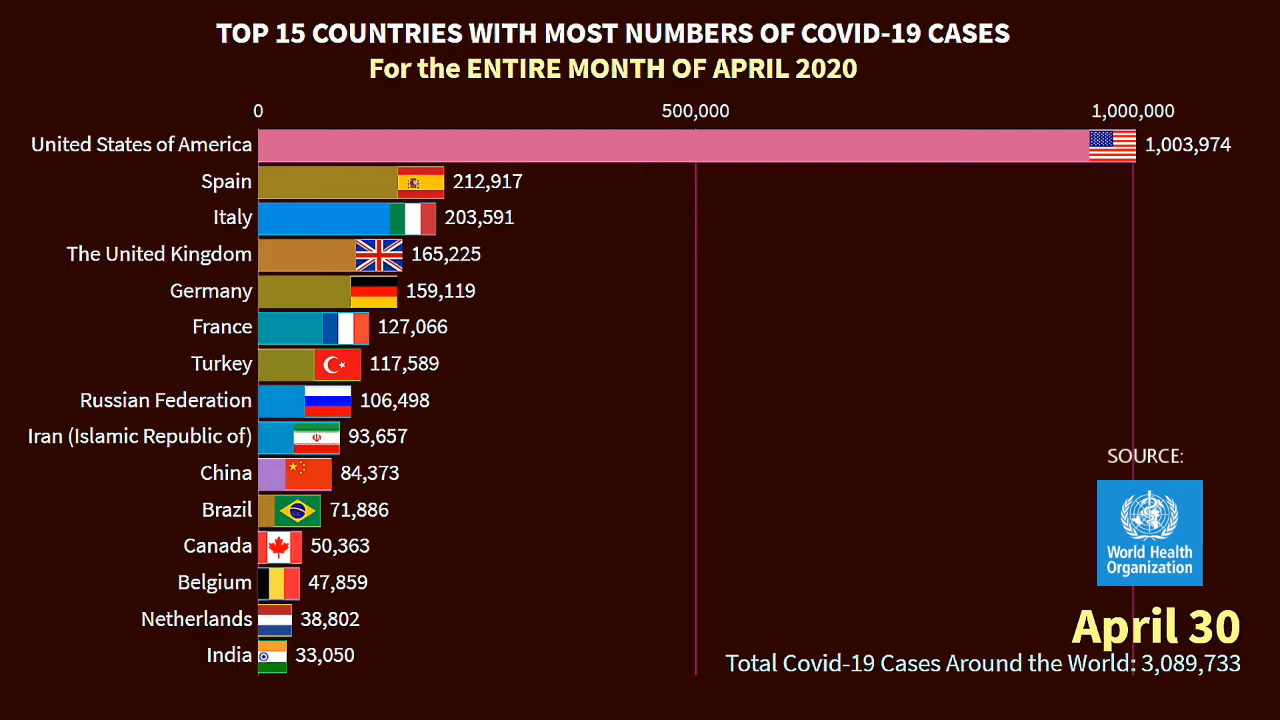 TOP 15 COUNTRIES WITH MOST NUMBERS OF COVID-19 CASES
For the ENTIRE MONTH OF APRIL 2020
0 500,000 1,000,000
United States of America 1,003,974
Spain 212,917
Italy 203,591
The United Kingdom 165,225
Germany 159,119
France 127,066
Turkey 117,589
Russian Federation 106,498
Iran (Islamic Republic of) 93,657
China 84,373
Brazil 71,886
Canada 50,363
Belgium 47,859
Netherlands 38,802
India 33,050
SOURCE:
World Health
Organization
April 30
Total Covid-19 Cases Around the World: 3,089,733